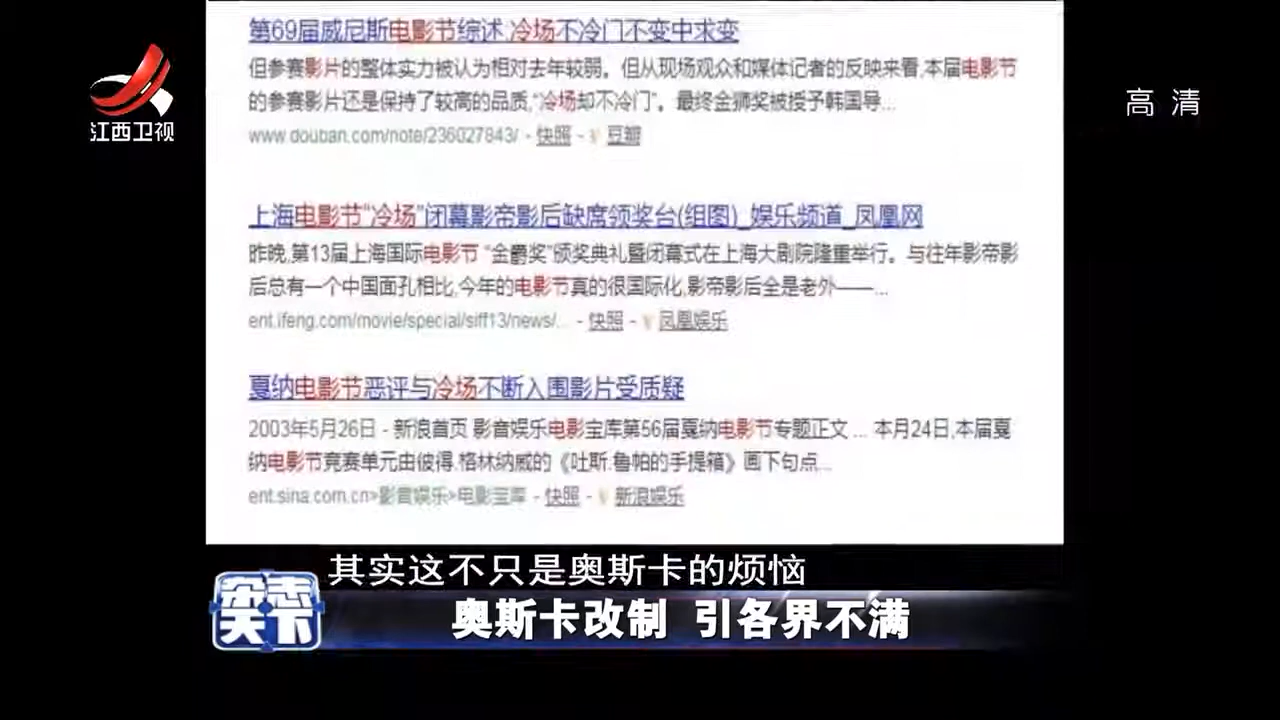 江西卫视
高清
第69届威尼斯电影节综述 冷场不冷门不变中求变
但参赛影片的整体实力被认为相对去年较弱。但从现场观众和媒体记者的反映来看,本届电影节
的参赛影片还是保持了较高的品质,“冷场却不冷门”。最终金狮奖被授予韩国导...
www.douban.com/note/236027843/ - 快照 - 豆瓣
上海电影节“冷场”闭幕影帝影后缺席领奖台(组图)_娱乐频道_凤凰网
昨晚,第13届上海国际电影节 “金爵奖”颁奖典礼暨闭幕式在上海大剧院隆重举行。与往年影帝影
后总有一个中国面孔相比,今年的电影节真的很国际化,影帝影后全是老外——...
ent.ifeng.com/movie/special/siff13/news/... - 快照 - 凤凰娱乐
戛纳电影节恶评与冷场不断入围影片受质疑
2003年5月26日 - 新浪首页 影音娱乐电影宝库第56届戛纳电影节专题正文 ... 本月24日,本届戛
纳电影节竞赛单元由彼得.格林纳威的《吐斯.鲁帕的手提箱》画下句点...
ent.sina.com.cn>影音娱乐>电影宝库 - 快照 - 新浪娱乐
其实这不只是奥斯卡的烦恼
杂志天下
奥斯卡改制 引各界不满